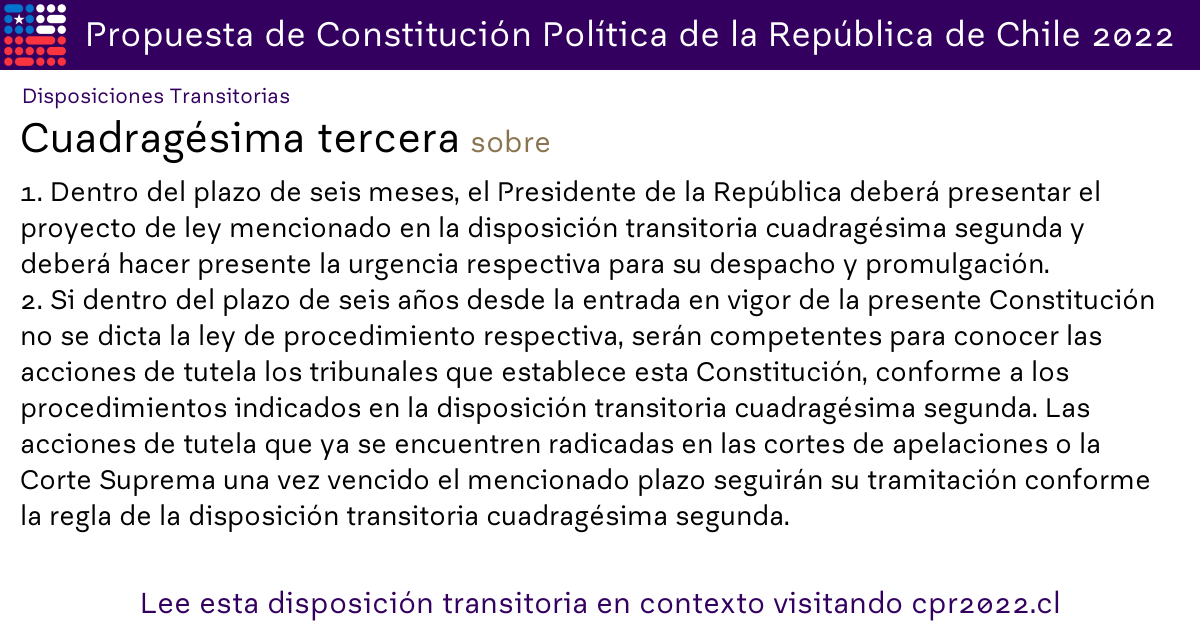 Propuesta de Constitución Política de la República de Chile 2022
Disposiciones Transitorias
Cuadragésima tercera sobre
1. Dentro del plazo de seis meses, el Presidente de la República deberá presentar el
proyecto de ley mencionado en la disposición transitoria cuadragésima segunda y
deberá hacer presente la urgencia respectiva para su despacho y promulgación.
2. Si dentro del plazo de seis años desde la entrada en vigor de la presente Constitución
no se dicta la ley de procedimiento respectiva, serán competentes para conocer las
acciones de tutela los tribunales que establece esta Constitución, conforme a los
procedimientos indicados en la disposición transitoria cuadragésima segunda. Las
acciones de tutela que ya se encuentren radicadas en las cortes de apelaciones o la
Corte Suprema una vez vencido el mencionado plazo seguirán su tramitación conforme
la regla de la disposición transitoria cuadragésima segunda.
Lee esta disposición transitoria en contexto visitando cpr2022.cl